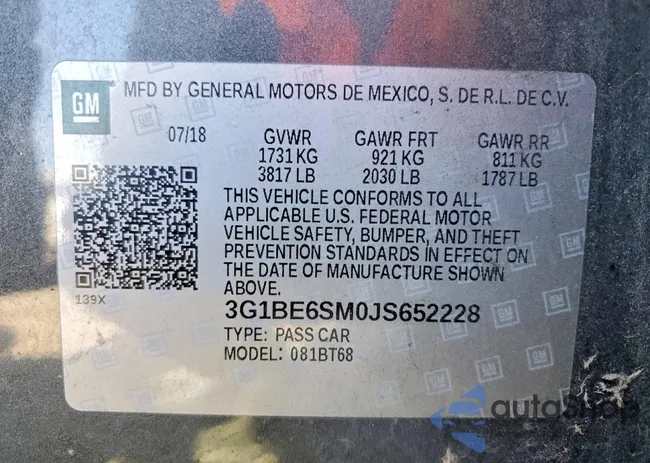 GM
MFD BY GENERAL MOTORS DE MEXICO, S. DE R.L. DE C.V.
07/18 GVWR GAWR FRT GAWR RR
1731 KG 921 KG 811 KG
3817 LB 2030 LB 1787 LB
THIS VEHICLE CONFORMS TO ALL
APPLICABLE U.S. FEDERAL MOTOR
VEHICLE SAFETY, BUMPER, AND THEFT
PREVENTION STANDARDS IN EFFECT ON
THE DATE OF MANUFACTURE SHOWN
ABOVE.
139X
3G1BE6SM0JS652228
TYPE: PASS CAR
MODEL: 081BT68
autoShop